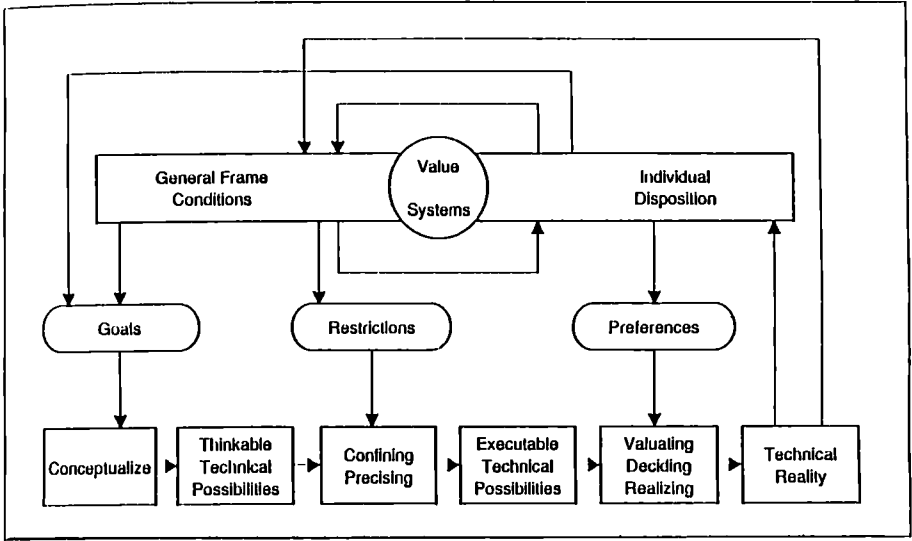 General Frame
Conditions
Value
Systems
Individual
Disposition
Goals
Restrictions
Preferences
Conceptualize
Thinkable
Technical
Possibilities
Confining
Precising
Executable
Technical
Possibilities
Valuating
Deciding
Realizing
Technical
Reality